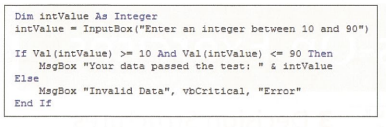 Dim intValue As Integer
intValue = InputBox("Enter an integer between 10 and 90")
If Val(intValue) >= 10 And Val(intValue) <= 90 Then
MsgBox "Your data passed the test: " & intValue
Else
MsgBox "Invalid Data", vbCritical, "Error"
End If